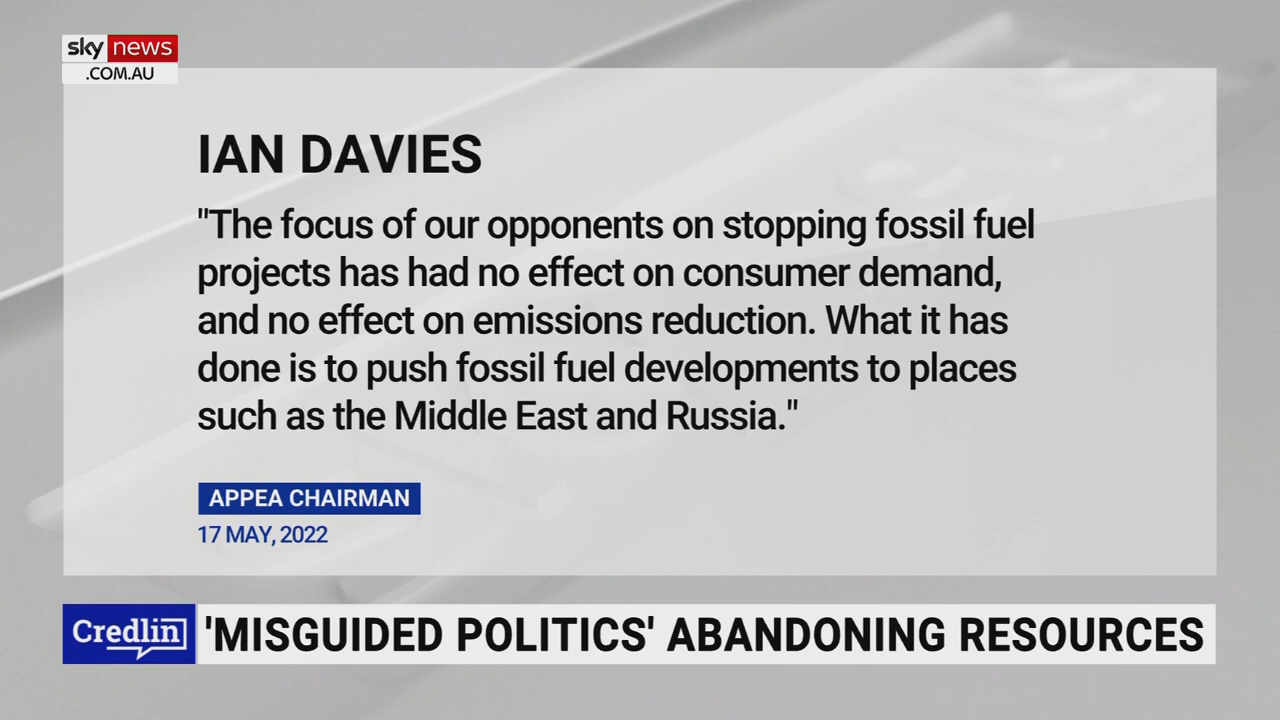 sky news
.COM.AU
IAN DAVIES
"The focus of our opponents on stopping fossil fuel
projects has had no effect on consumer demand,
and no effect on emissions reduction. What it has
done is to push fossil fuel developments to places
such as the Middle East and Russia."
APPEA CHAIRMAN
17 MAY, 2022
Credlin 'MISGUIDED POLITICS' ABANDONING RESOURCES